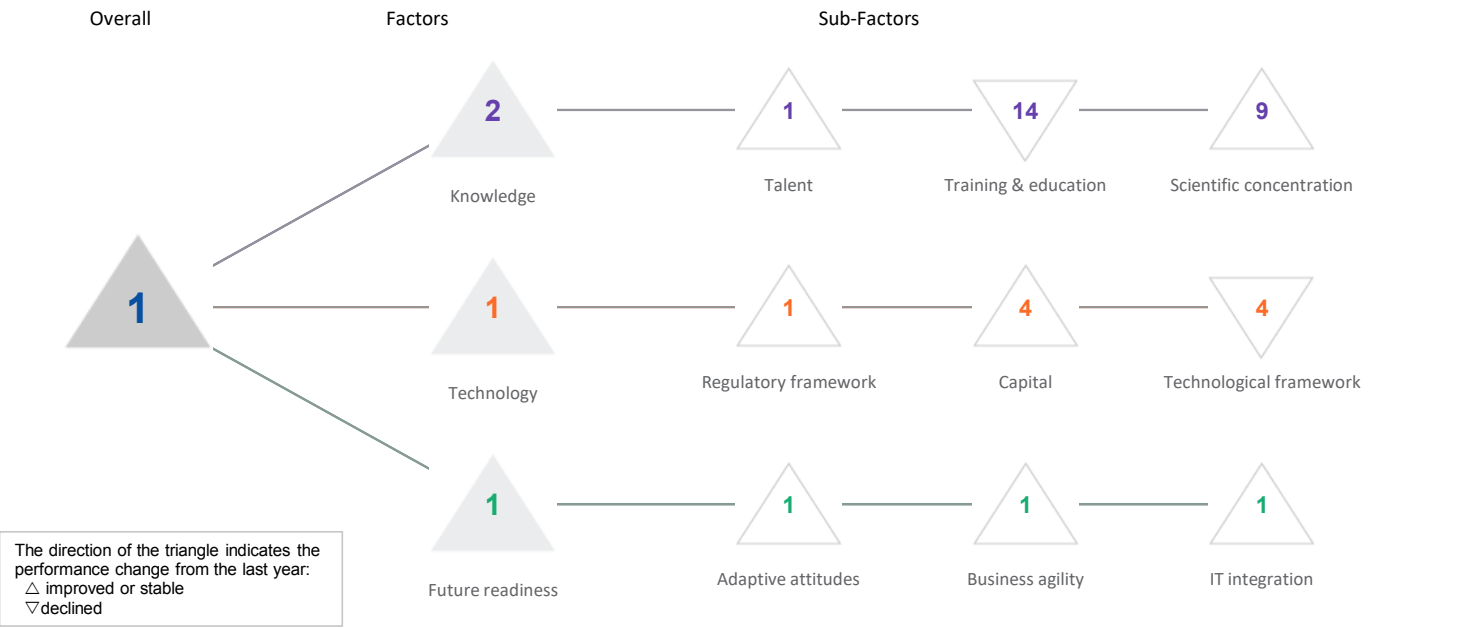 Overall Factors Sub-Factors
2 1 14 9
Knowledge Talent Training & education Scientific concentration
1 1 1 4 4
Technology Regulatory framework Capital Technological framework
1 1 1 1
Future readiness Adaptive attitudes Business agility IT integration
The direction of the triangle indicates the
performance change from the last year:
△ improved or stable
▽declined